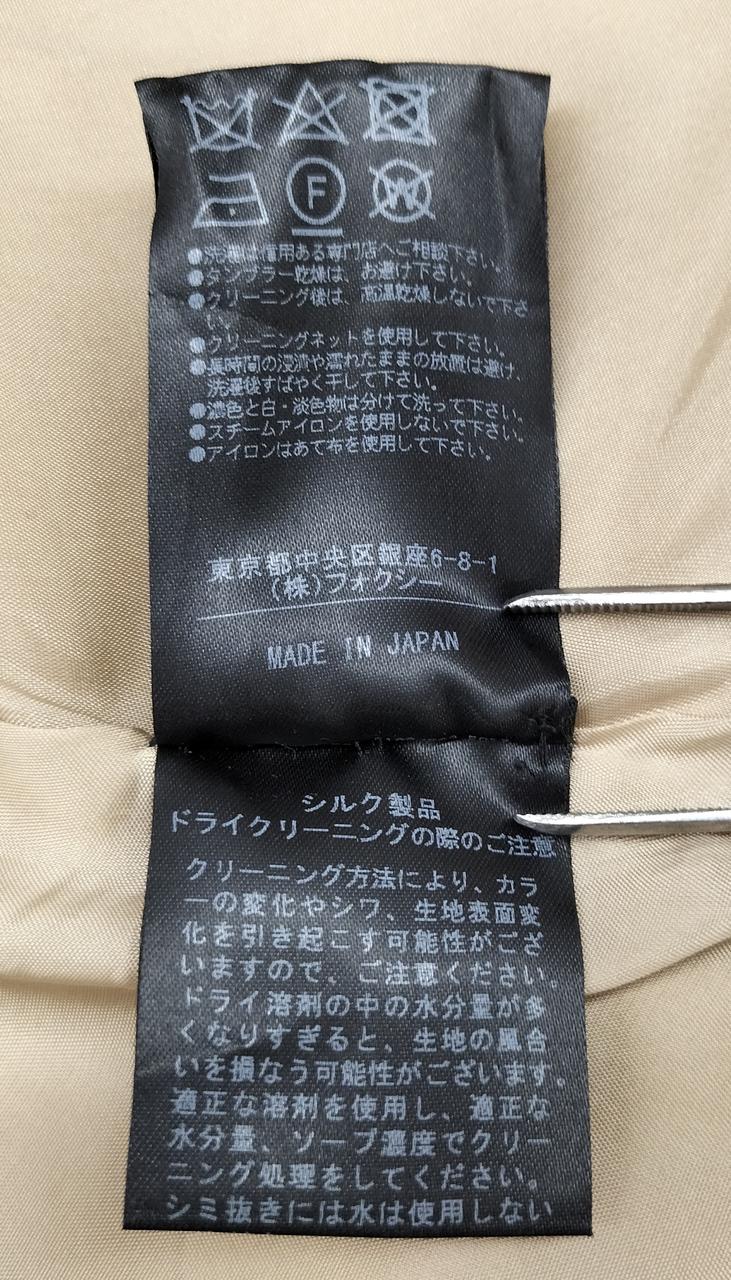 F
W
●洗濯は信用ある専門店へご相談下さい。
●タンブラー乾燥は、お避け下さい。
●クリーニング後は、高温乾燥しないで下さ
い。
●クリーニングネットを使用して下さい。
●長時間の浸漬や濡れたままの放置は避け、
洗濯後すばやく干して下さい。
●濃色と白・淡色物は分けて洗って下さい。
●スチームアイロンを使用しないで下さい。
●アイロンはあて布を使用して下さい。
東京都中央区銀座6-8-1
(株)フォクシー
MADE IN JAPAN
シルク製品
ドライクリーニングの際のご注意
クリーニング方法により、カラ
ーの変化やシワ、生地表面変
化を引き起こす可能性がござ
いますので、ご注意ください。
ドライ溶剤の中の水分量が多
くなりすぎると、生地の風合
いを損なう可能性がございます。
適正な溶剤を使用し、適正な
水分量、ソープ濃度でクリー
ニング処理をしてください。
シミ抜きには水は使用しない